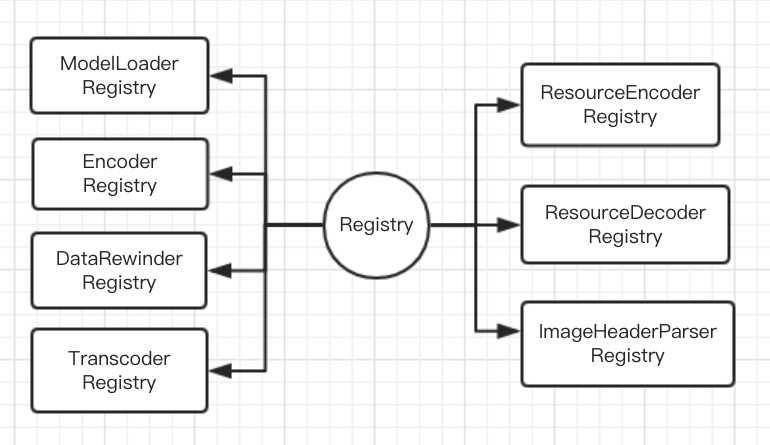 ModelLoader
Registry
Encoder
Registry
DataRewinder
Registry
Transcoder
Registry
Registry
ResourceEncoder
Registry
ResourceDecoder
Registry
ImageHeaderParser
Registry